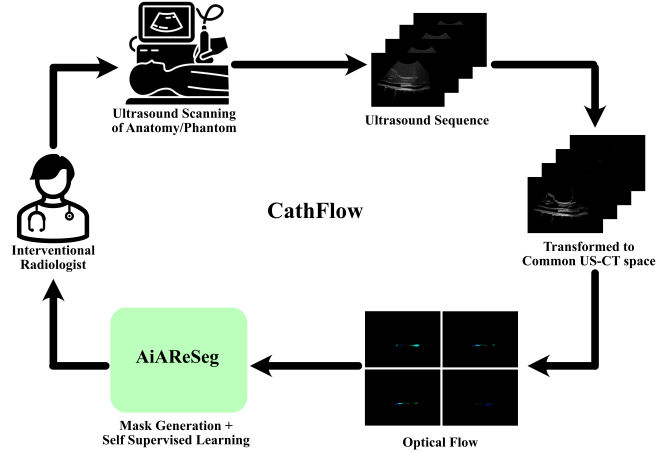 Ultrasound Scanning
of Anatomy/Phantom
Ultrasound Sequence
CathFlow
Interventional
Radiologist
Transformed to
Common US-CT space
AiAReSeg
Mask Generation +
Self Supervised Learning
Optical Flow